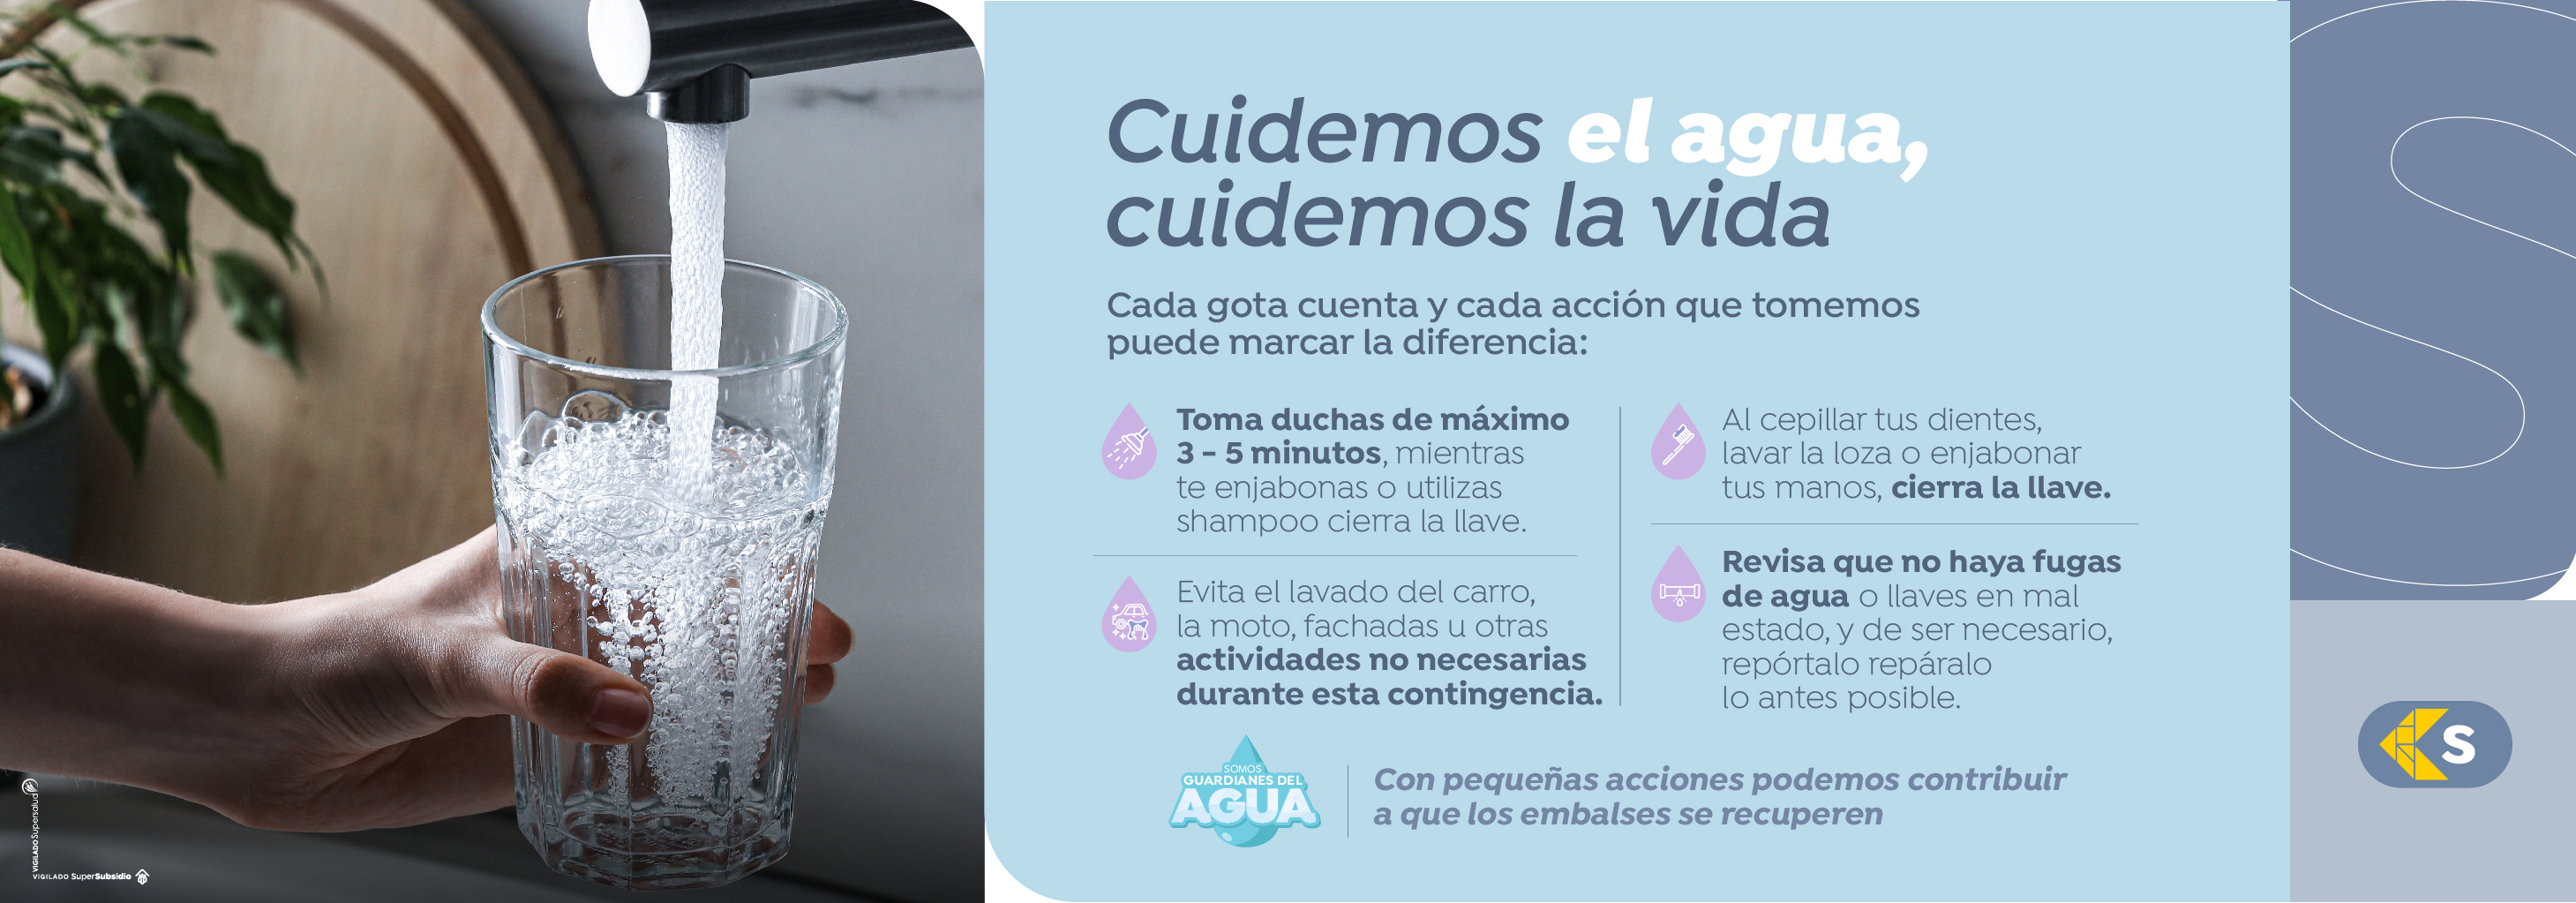 Cuidemos el agua,
cuidemos la vida
Cada gota cuenta y cada acción que tomemos
puede marcar la diferencia:
Toma duchas de máximo
3 - 5 minutos, mientras
te enjabonas o utilizas
shampoo cierra la llave.
Evita el lavado del carro,
la moto, fachadas u otras
actividades no necesarias
durante esta contingencia.
Al cepillar tus dientes,
lavar la loza o enjabonar
tus manos, cierra la llave.
Revisa que no haya fugas
de agua o llaves en mal
estado, y de ser necesario,
repórtalo repáralo
lo antes posible.
SOMOS
GUARDIANES DEL
AGUA
Con pequeñas acciones podemos contribuir
a que los embalses se recuperen
VIGILADO Supersalud
VIGILADO SuperSubsidio
S
S